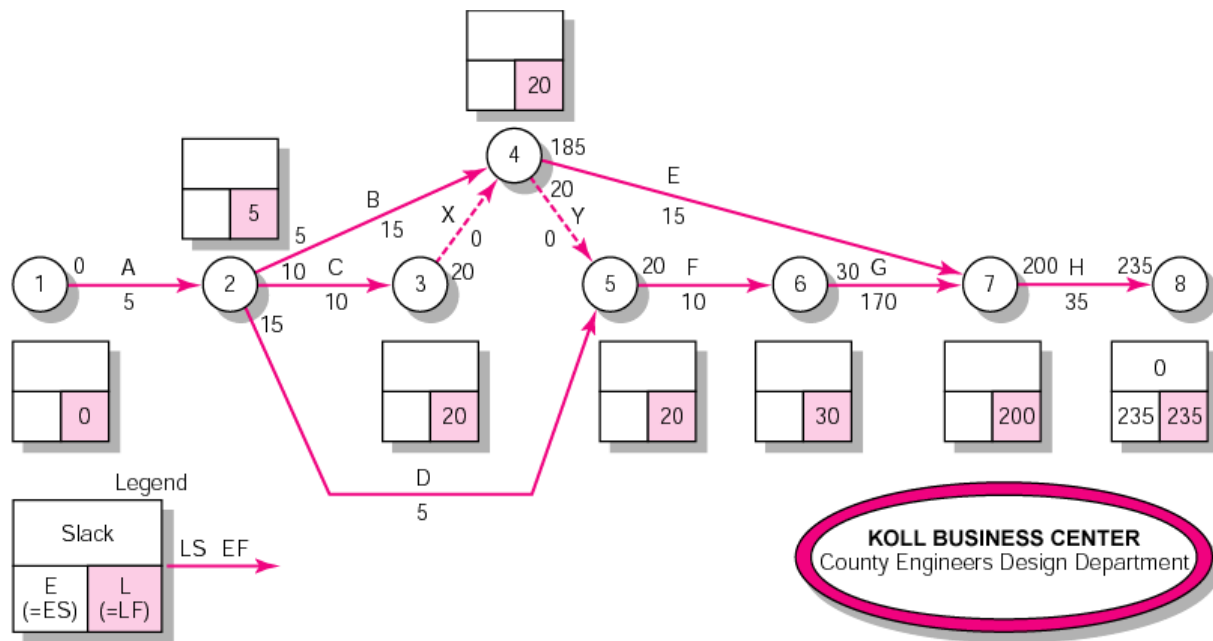 20
4
185
20
E
15
B
15
5
5
X
0
Y
0
1
0
A
5
2
10
C
10
15
3
20
5
20
F
10
6
30
G
170
7
200
H
35
235
8
0
20
20
30
200
0
235
235
D
5
Legend
Slack
E
(=ES)
L
(=LF)
LS EF
KOLL BUSINESS CENTER
County Engineers Design Department